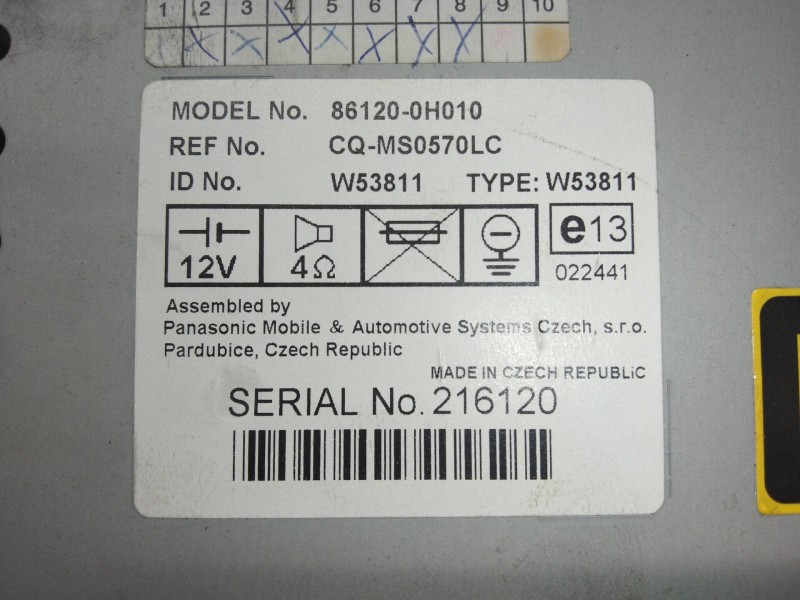 1 2 3 4 5 6 7 8 9 10
X X X X X X X
MODEL No. 86120-0H010
REF No. CQ-MS0570LC
ID No. W53811 TYPE: W53811
12V 4Ω e13
022441
Assembled by
Panasonic Mobile & Automotive Systems Czech, s.r.o.
Pardubice, Czech Republic
MADE IN CZECH REPUBLiC
SERIAL No. 216120